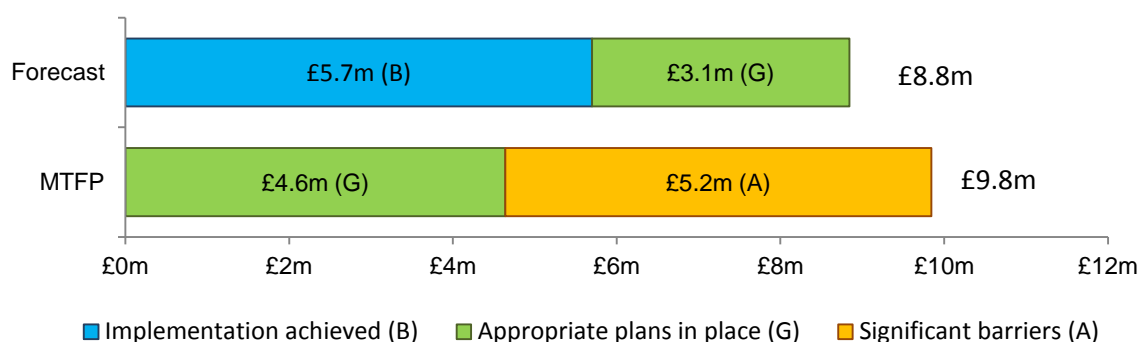 Forecast £5.7m (B) £3.1m (G) £8.8m
MTFP £4.6m (G) £5.2m (A) £9.8m
£0m £2m £4m £6m £8m £10m £12m
Implementation achieved (B) Appropriate plans in place (G) Significant barriers (A)